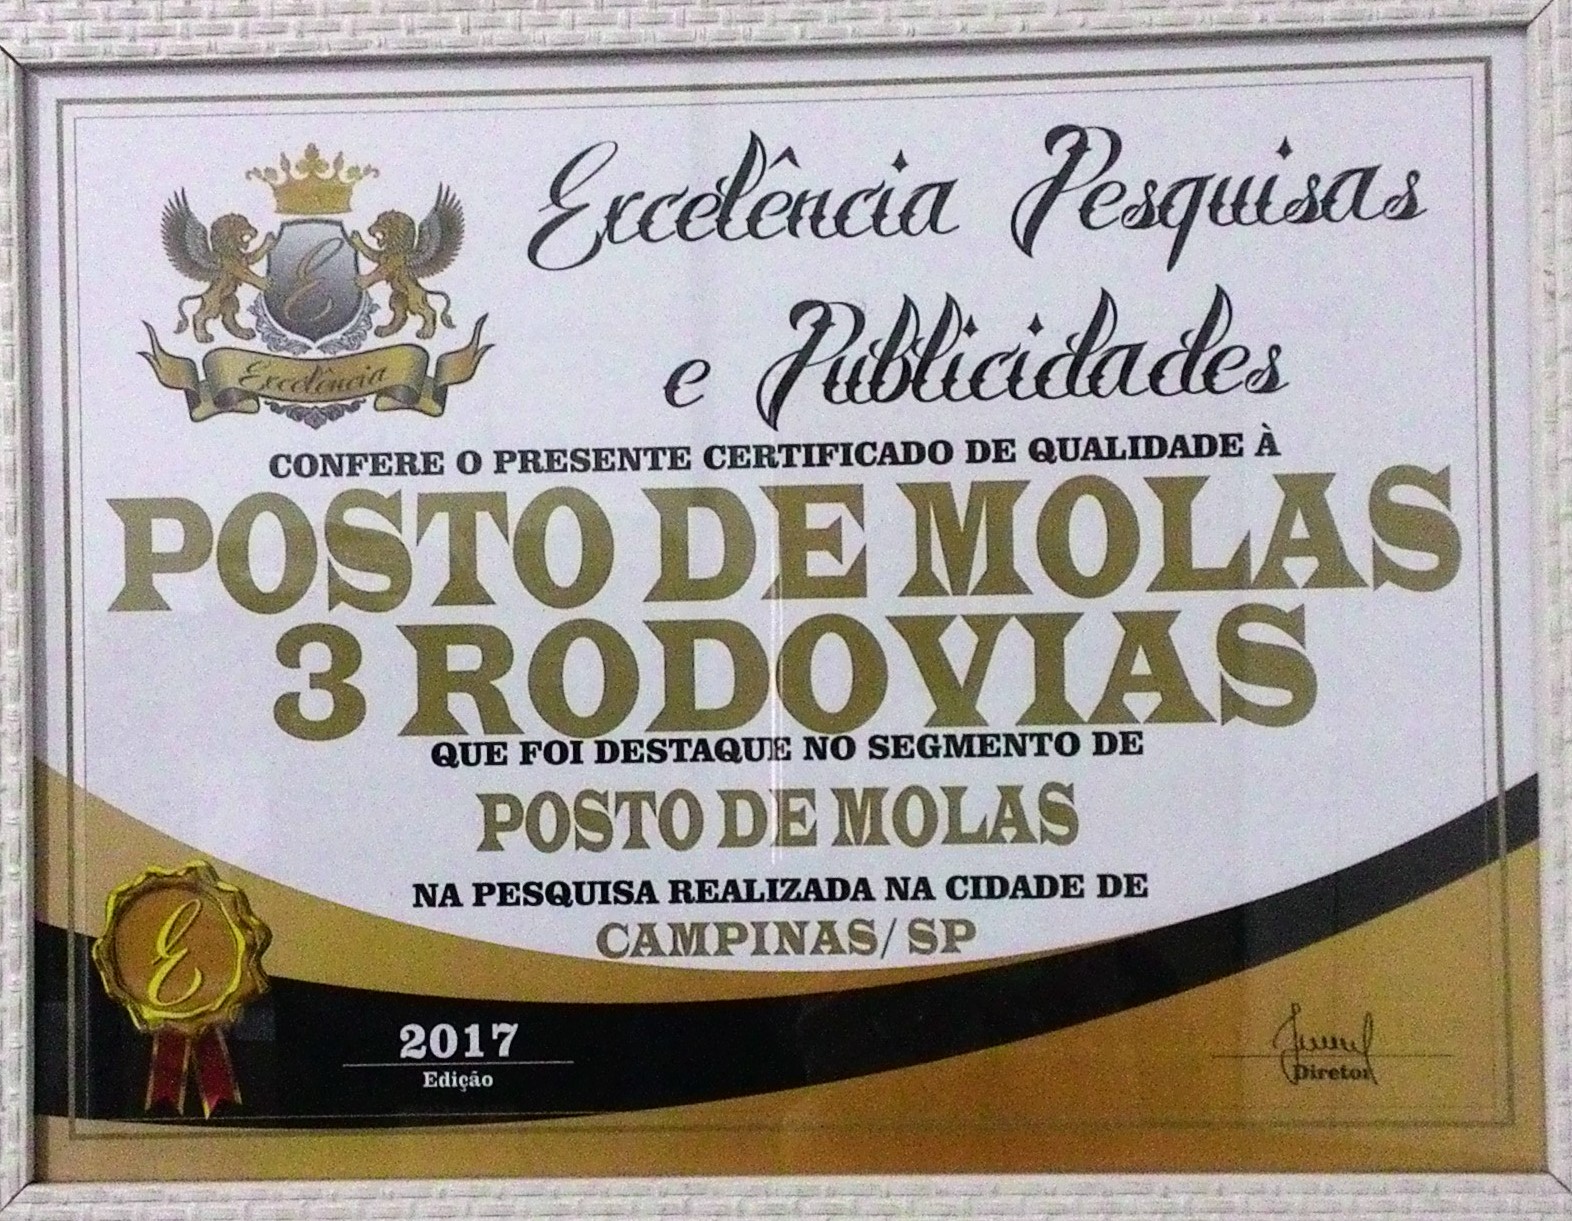 Excelência Pesquisas
e Publicidades
E
Excelência
CONFERE O PRESENTE CERTIFICADO DE QUALIDADE À
POSTO DE MOLAS
3 RODOVIAS
QUE FOI DESTAQUE NO SEGMENTO DE
POSTO DE MOLAS
NA PESQUISA REALIZADA NA CIDADE DE
CAMPINAS/ SP
E
2017
Edição
Diretor